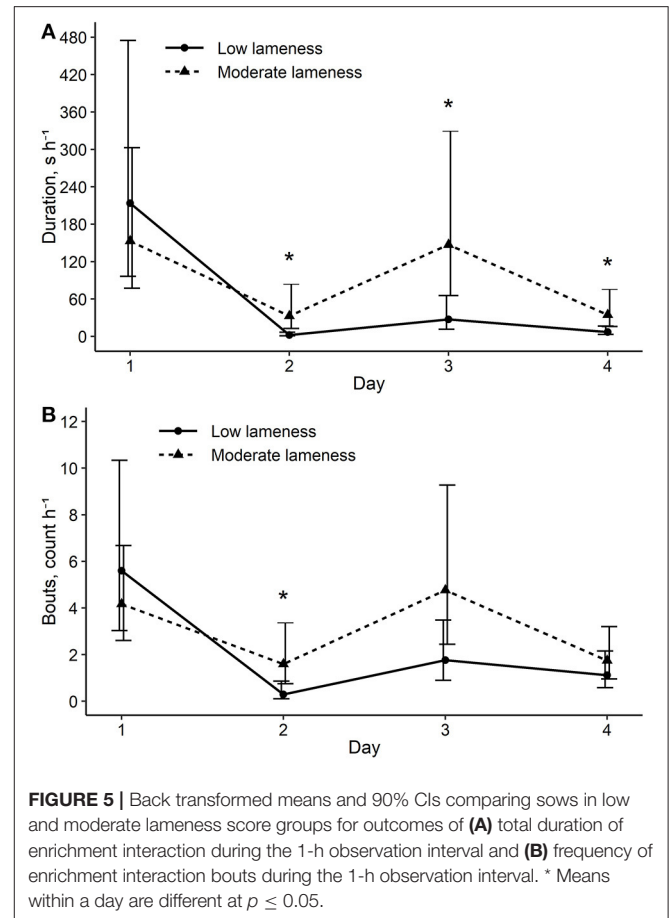 A
480
420
360
300
240
180
120
60
0
Duration, s h⁻¹
Low lameness
Moderate lameness
*
*
*
1 2 3 4
Day
B
12
10
8
6
4
2
0
Bouts, count h⁻¹
Low lameness
Moderate lameness
*
1 2 3 4
Day
FIGURE 5 | Back transformed means and 90% CIs comparing sows in low
and moderate lameness score groups for outcomes of (A) total duration of
enrichment interaction during the 1-h observation interval and (B) frequency of
enrichment interaction bouts during the 1-h observation interval. * Means
within a day are different at p ≤ 0.05.